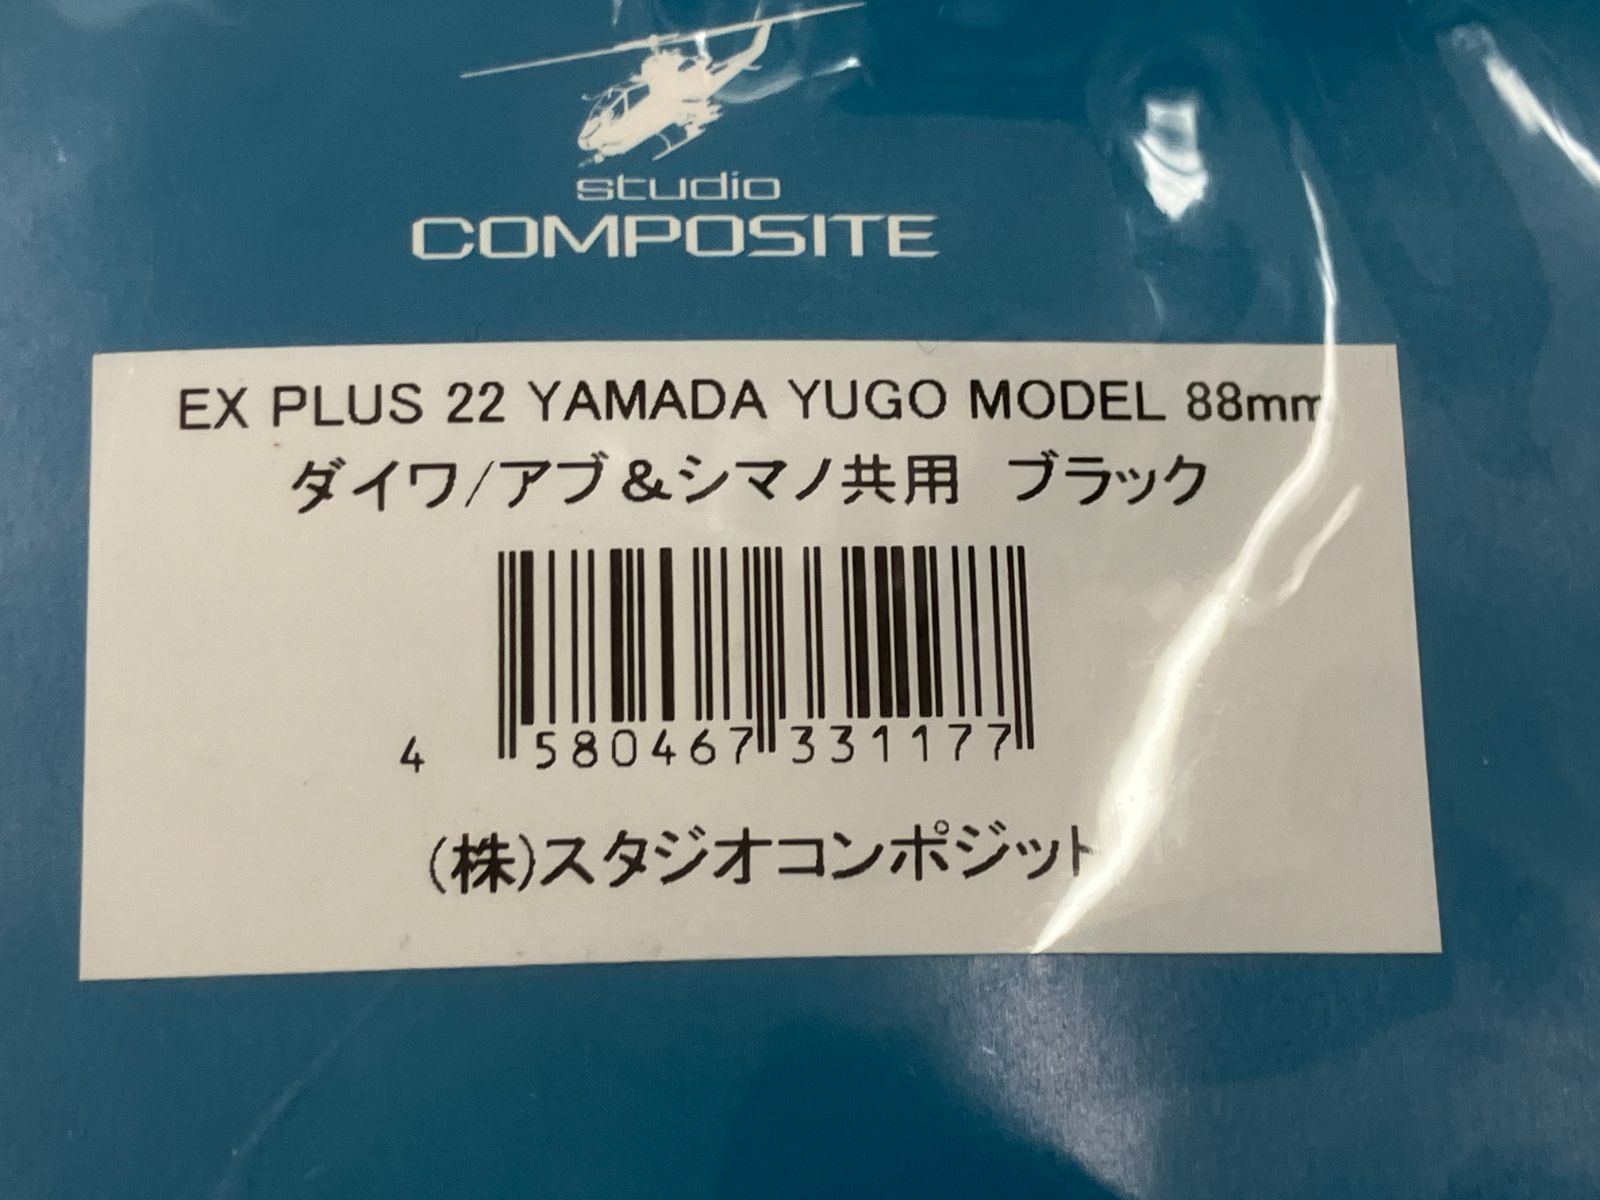 studio
COMPOSITE
EX PLUS 22 YAMADA YUGO MODEL 88mm
ダイワ/アブ&シマノ共用　ブラック
4 580467 331177
(株)スタジオコンポジット